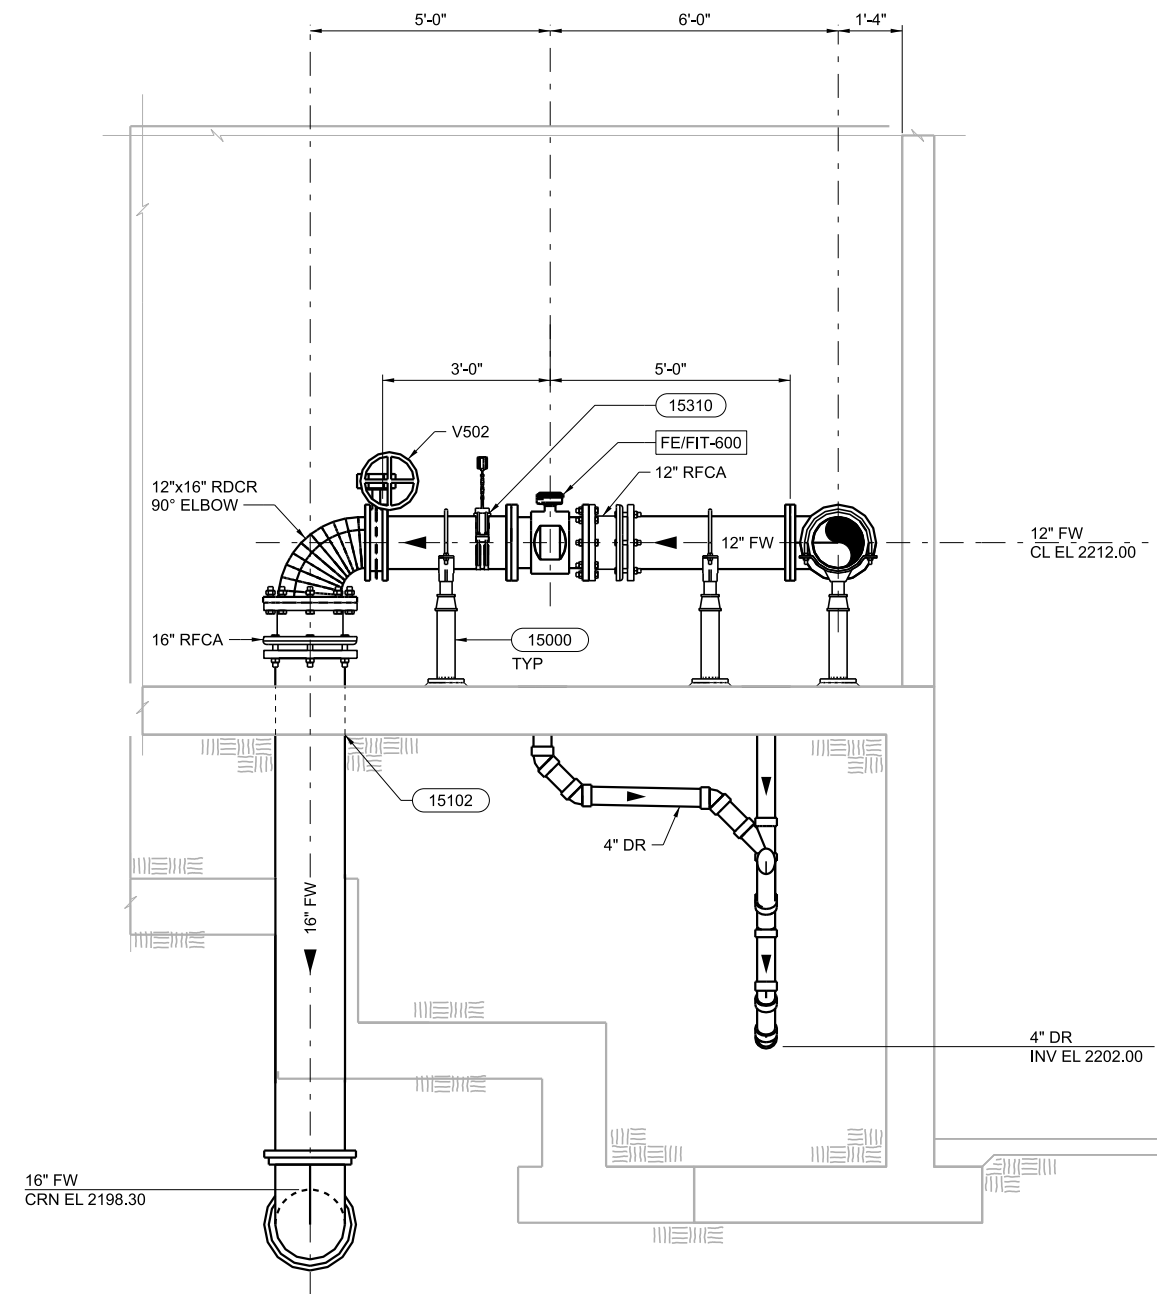 5'-0"
6'-0"
1'-4"
3'-0"
5'-0"
15310
V502
FE/FIT-600
12" RFCA
12"x16" RDCR
90° ELBOW
12" FW
12" FW
CL EL 2212.00
16" RFCA
15000
TYP
15102
4" DR
16" FW
4" DR
INV EL 2202.00
16" FW
CRN EL 2198.30